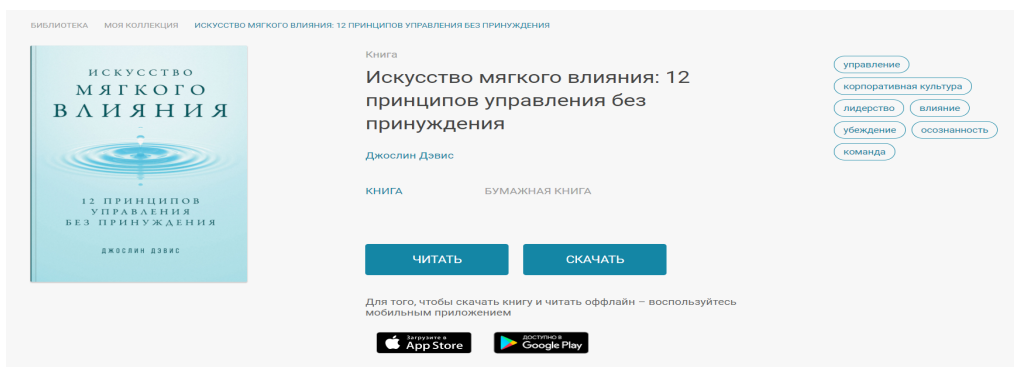 БИБЛИОТЕКА МОЯ КОЛЛЕКЦИЯ ИСКУССТВО МЯГКОГО ВЛИЯНИЯ: 12 ПРИНЦИПОВ УПРАВЛЕНИЯ БЕЗ ПРИНУЖДЕНИЯ
ИСКУССТВО
МЯГКОГО
ВЛИЯНИЯ
12 ПРИНЦИПОВ
УПРАВЛЕНИЯ
БЕЗ ПРИНУЖДЕНИЯ
ДЖОСЛИН ДЭВИС
Книга
Искусство мягкого влияния: 12
принципов управления без
принуждения
Джослин Дэвис
КНИГА БУМАЖНАЯ КНИГА
ЧИТАТЬ СКАЧАТЬ
Для того, чтобы скачать книгу и читать оффлайн – воспользуйтесь
мобильным приложением
Загрузите в
App Store
ДОСТУПНО В
Google Play
управление
корпоративная культура
лидерство влияние
убеждение осознанность
команда